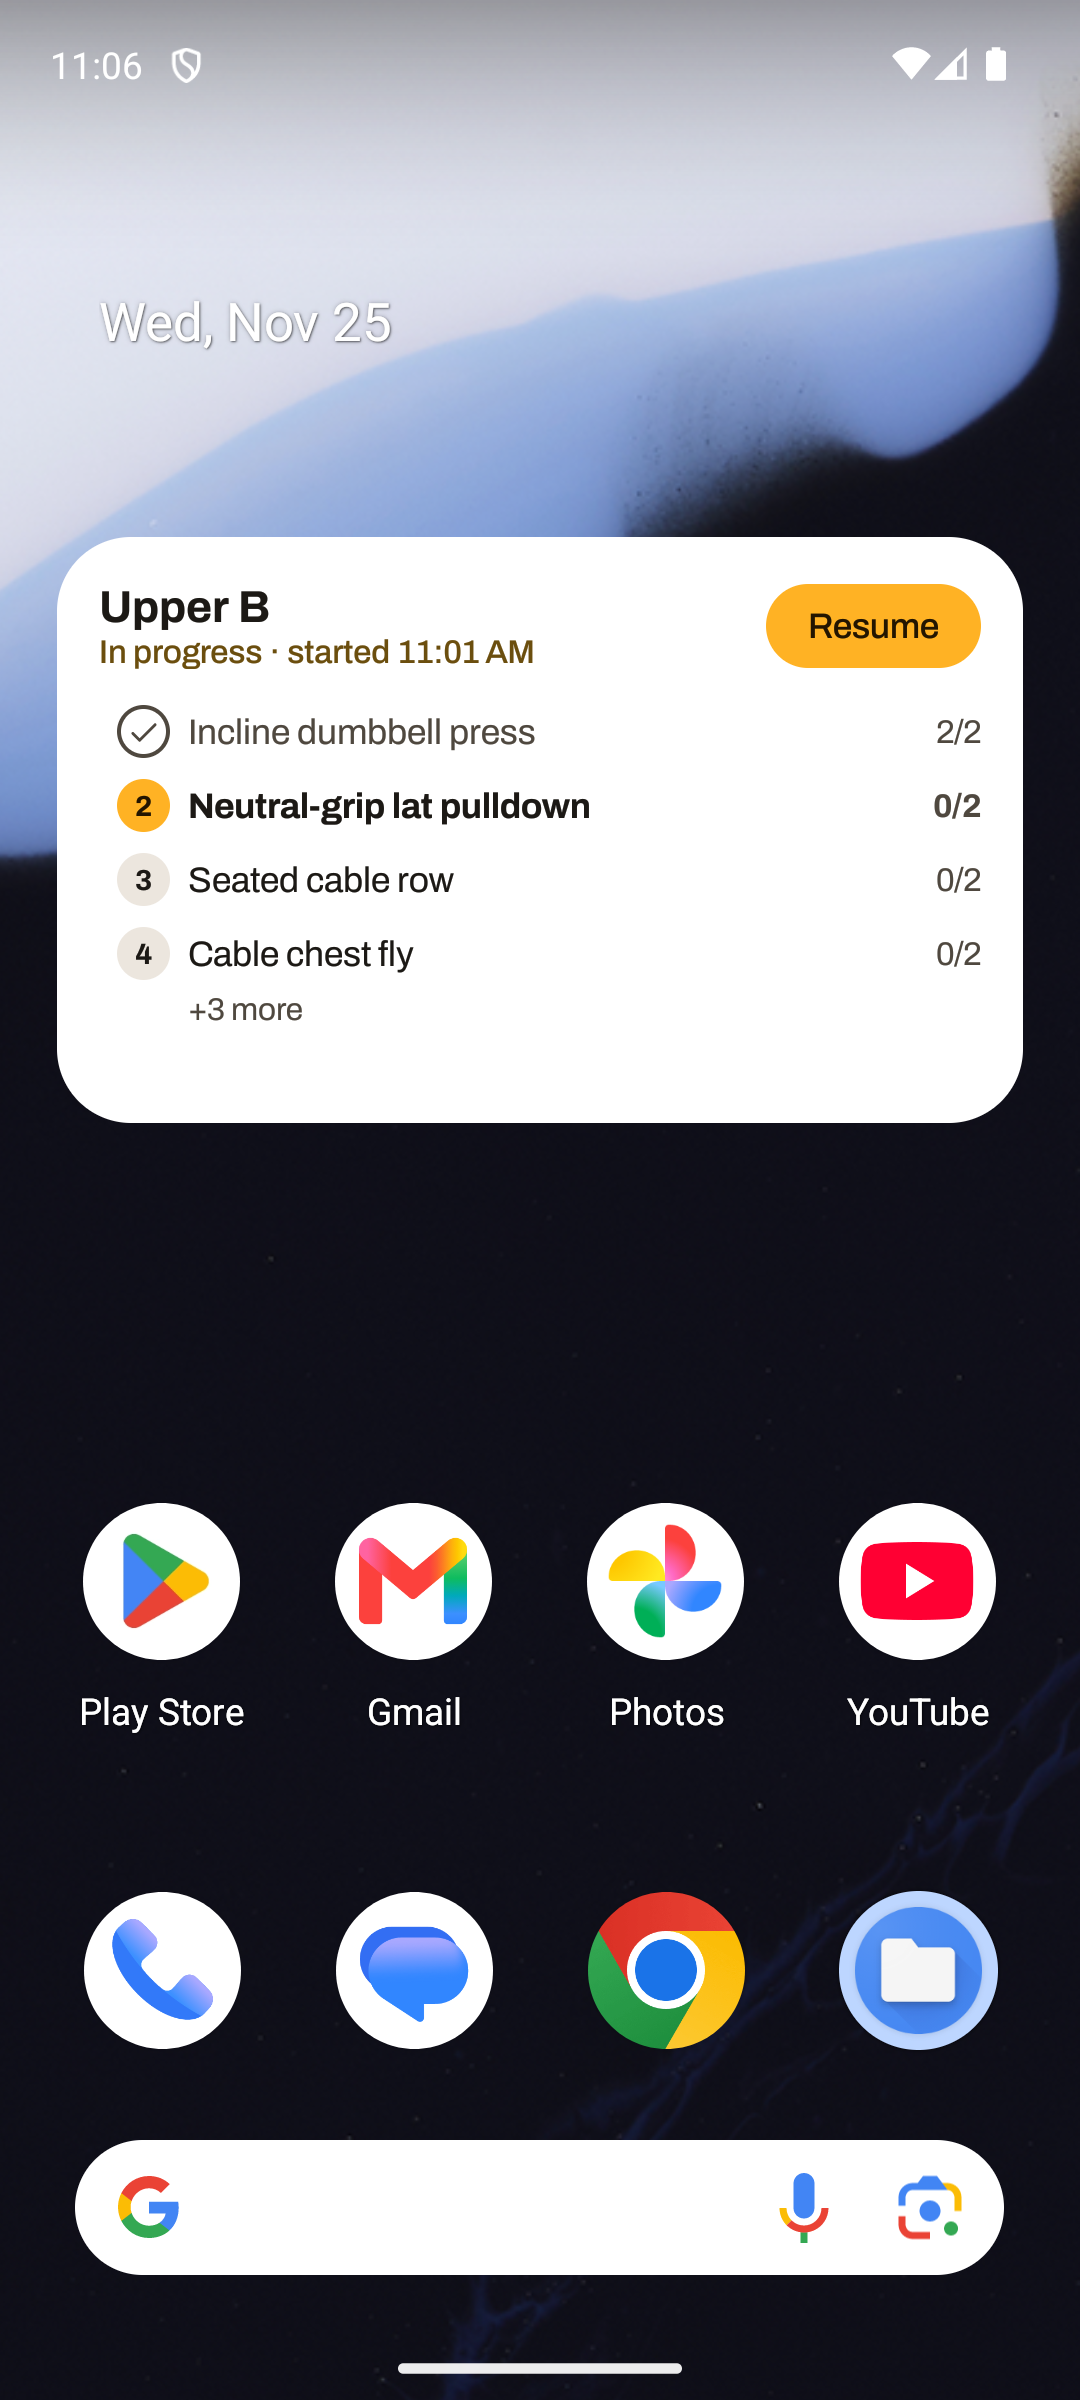 11:06
Wed, Nov 25
Upper B
In progress · started 11:01 AM
Resume
Incline dumbbell press 2/2
2 Neutral-grip lat pulldown 0/2
3 Seated cable row 0/2
4 Cable chest fly 0/2
+3 more
Play Store Gmail Photos YouTube